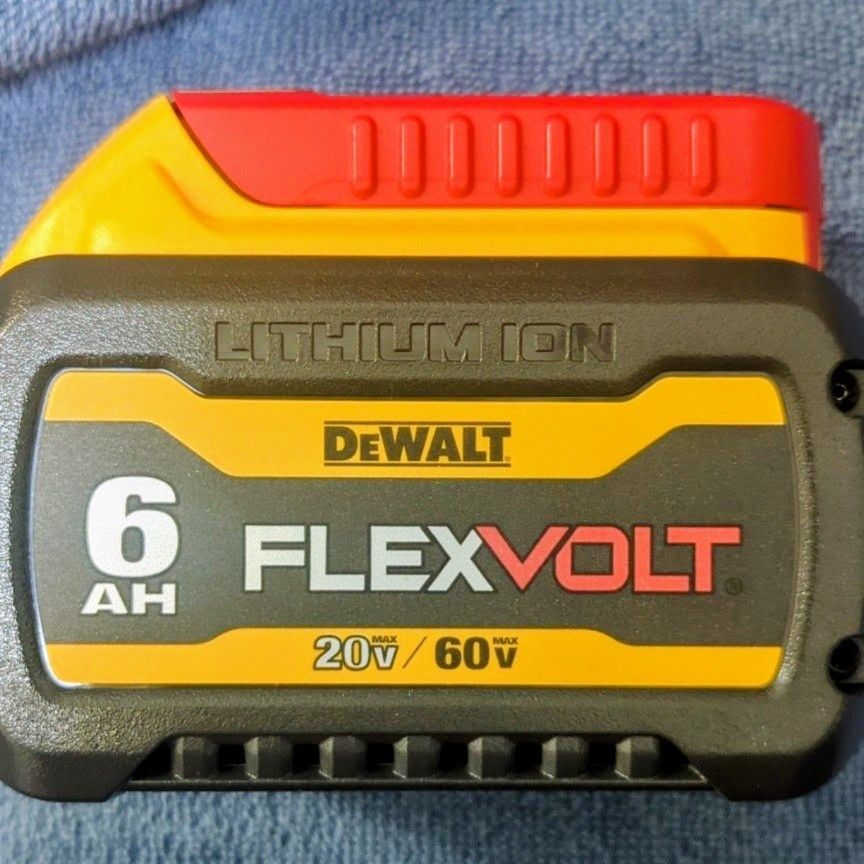 LITHIUM ION
DEWALT
6
AH
FLEXVOLT®
20V MAX / 60V MAX